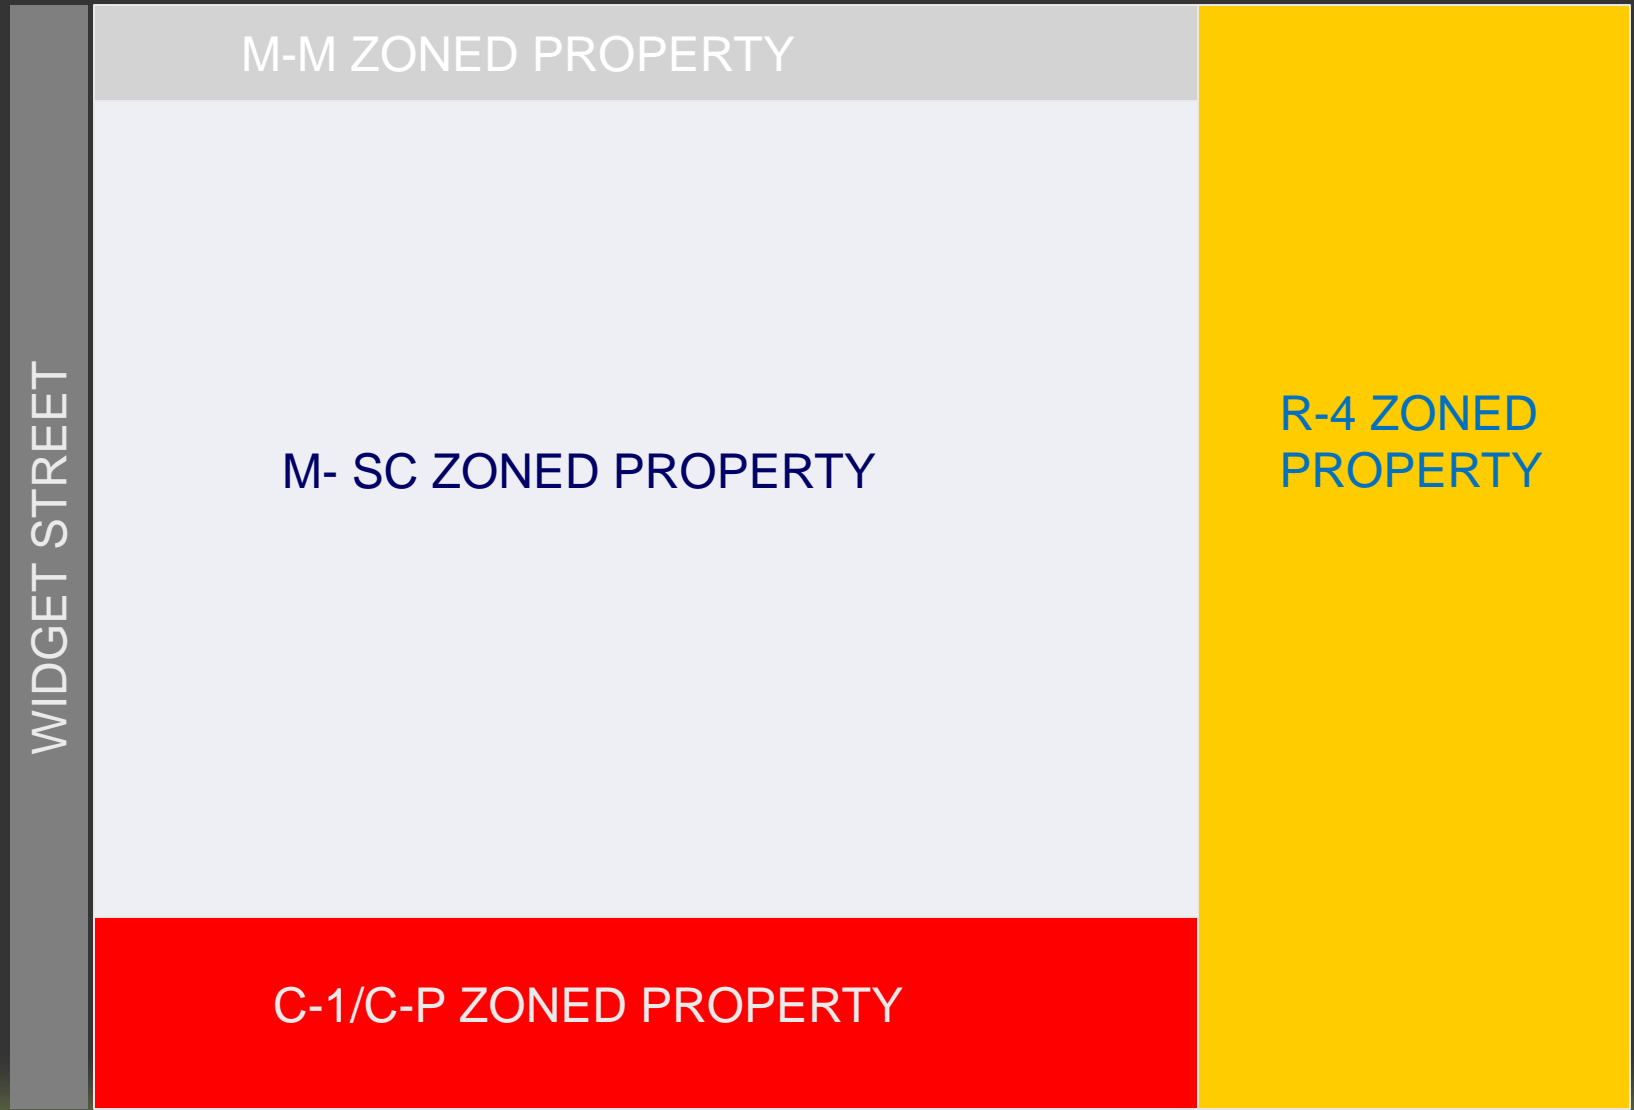 M-M ZONED PROPERTY
WIDGET STREET
M- SC ZONED PROPERTY
R-4 ZONED
PROPERTY
C-1/C-P ZONED PROPERTY